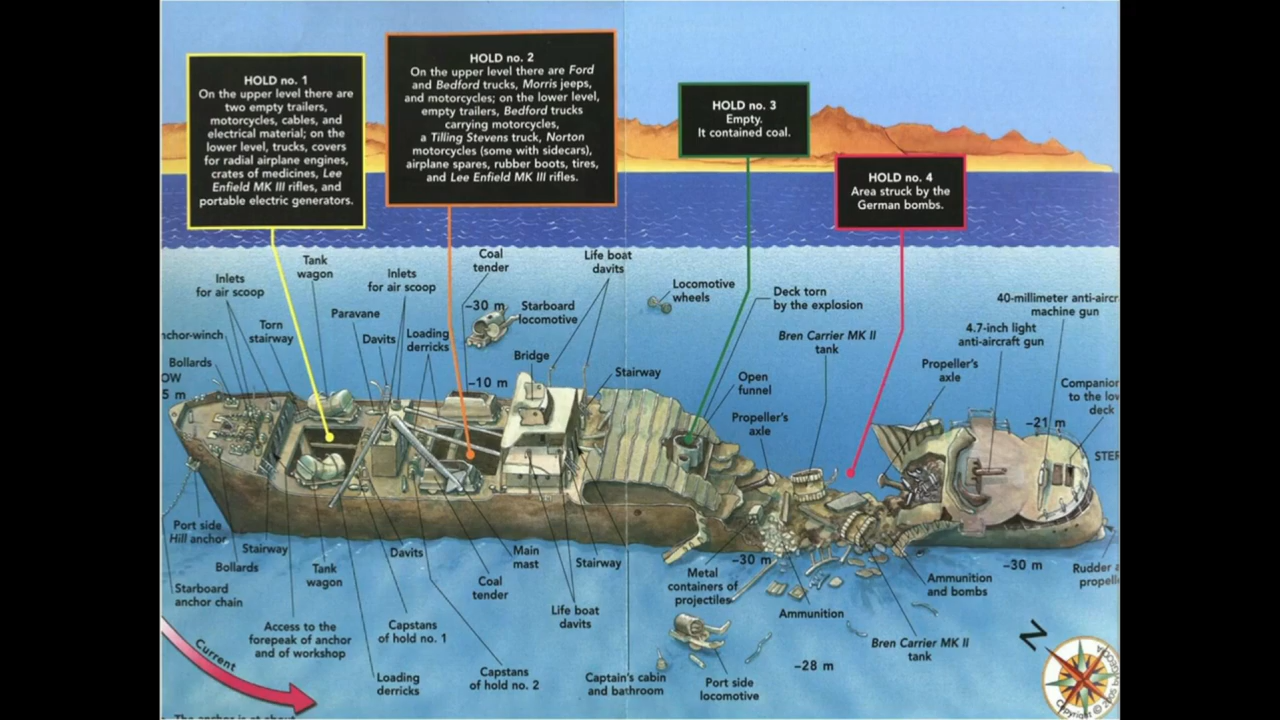 HOLD no. 1
On the upper level there are
two empty trailers,
motorcycles, cables, and
electrical material; on the
lower level, trucks, covers
for radial airplane engines,
crates of medicines, Lee
Enfield MK III rifles, and
portable electric generators.
HOLD no. 2
On the upper level there are Ford
and Bedford trucks, Morris jeeps,
and motorcycles; on the lower level,
empty trailers, Bedford trucks
carrying motorcycles,
a Tilling Stevens truck, Norton
motorcycles (some with sidecars),
airplane spares, rubber boots, tires,
and Lee Enfield MK III rifles.
HOLD no. 3
Empty.
It contained coal.
HOLD no. 4
Area struck by the
German bombs.
Inlets
for air scoop
Tank
wagon
Inlets
for air scoop
Coal
tender
Life boat
davits
Locomotive
wheels
Deck torn
by the explosion
40-millimeter anti-aircr
machine gun
nchor-winch
Torn
stairway
Paravane
Davits
Loading
derricks
-30 m
Starboard
locomotive
Bren Carrier MK II
tank
4.7-inch light
anti-aircraft gun
Bollards
OW
5 m
-10 m
Bridge
Stairway
Open
funnel
Propeller's
axle
Propeller's
axle
Companion
to the low
deck
-21 m
STER
Port side
Hill anchor
Stairway
Bollards
Starboard
anchor chain
Tank
wagon
Davits
Coal
tender
Main
mast
Stairway
Life boat
davits
-30 m
Metal
containers of
projectiles
Ammunition
Ammunition
and bombs
-30 m
Rudder a
propelle
Access to the
forepeak of anchor
and of workshop
Capstans
of hold no. 1
Loading
derricks
Capstans
of hold no. 2
Captain's cabin
and bathroom
Port side
locomotive
-28 m
Bren Carrier MK II
tank
Current
N
Copyright ©